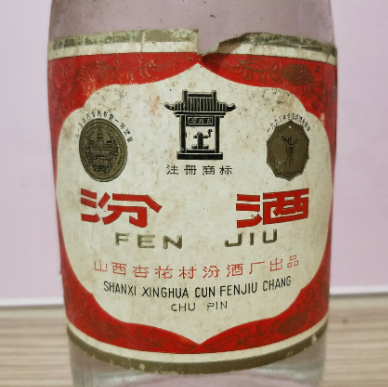 注册商标
汾 酒
FEN JIU
山西杏花村汾酒厂出品
SHANXI XINGHUA CUN FENJIU CHANG
CHU PIN